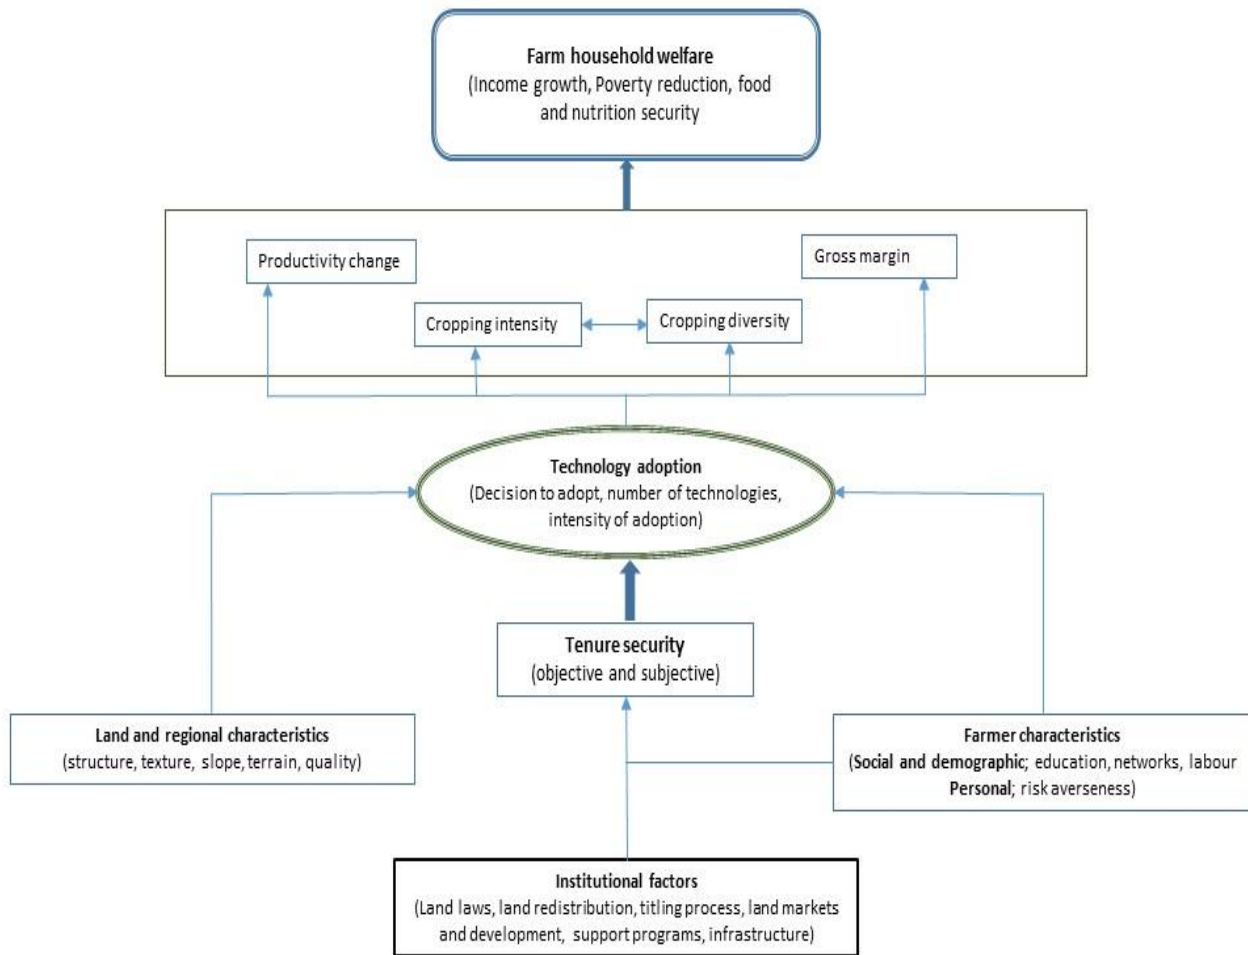 Farm household welfare
(Income growth, Poverty reduction, food
and nutrition security
Productivity change
Gross margin
Cropping intensity
Cropping diversity
Technology adoption
(Decision to adopt, number of technologies,
intensity of adoption)
Tenure security
(objective and subjective)
Land and regional characteristics
(structure, texture, slope, terrain, quality)
Farmer characteristics
(Social and demographic; education, networks, labour
Personal; risk averseness)
Institutional factors
(Land laws, land redistribution, titling process, land markets
and development, support programs, infrastructure)